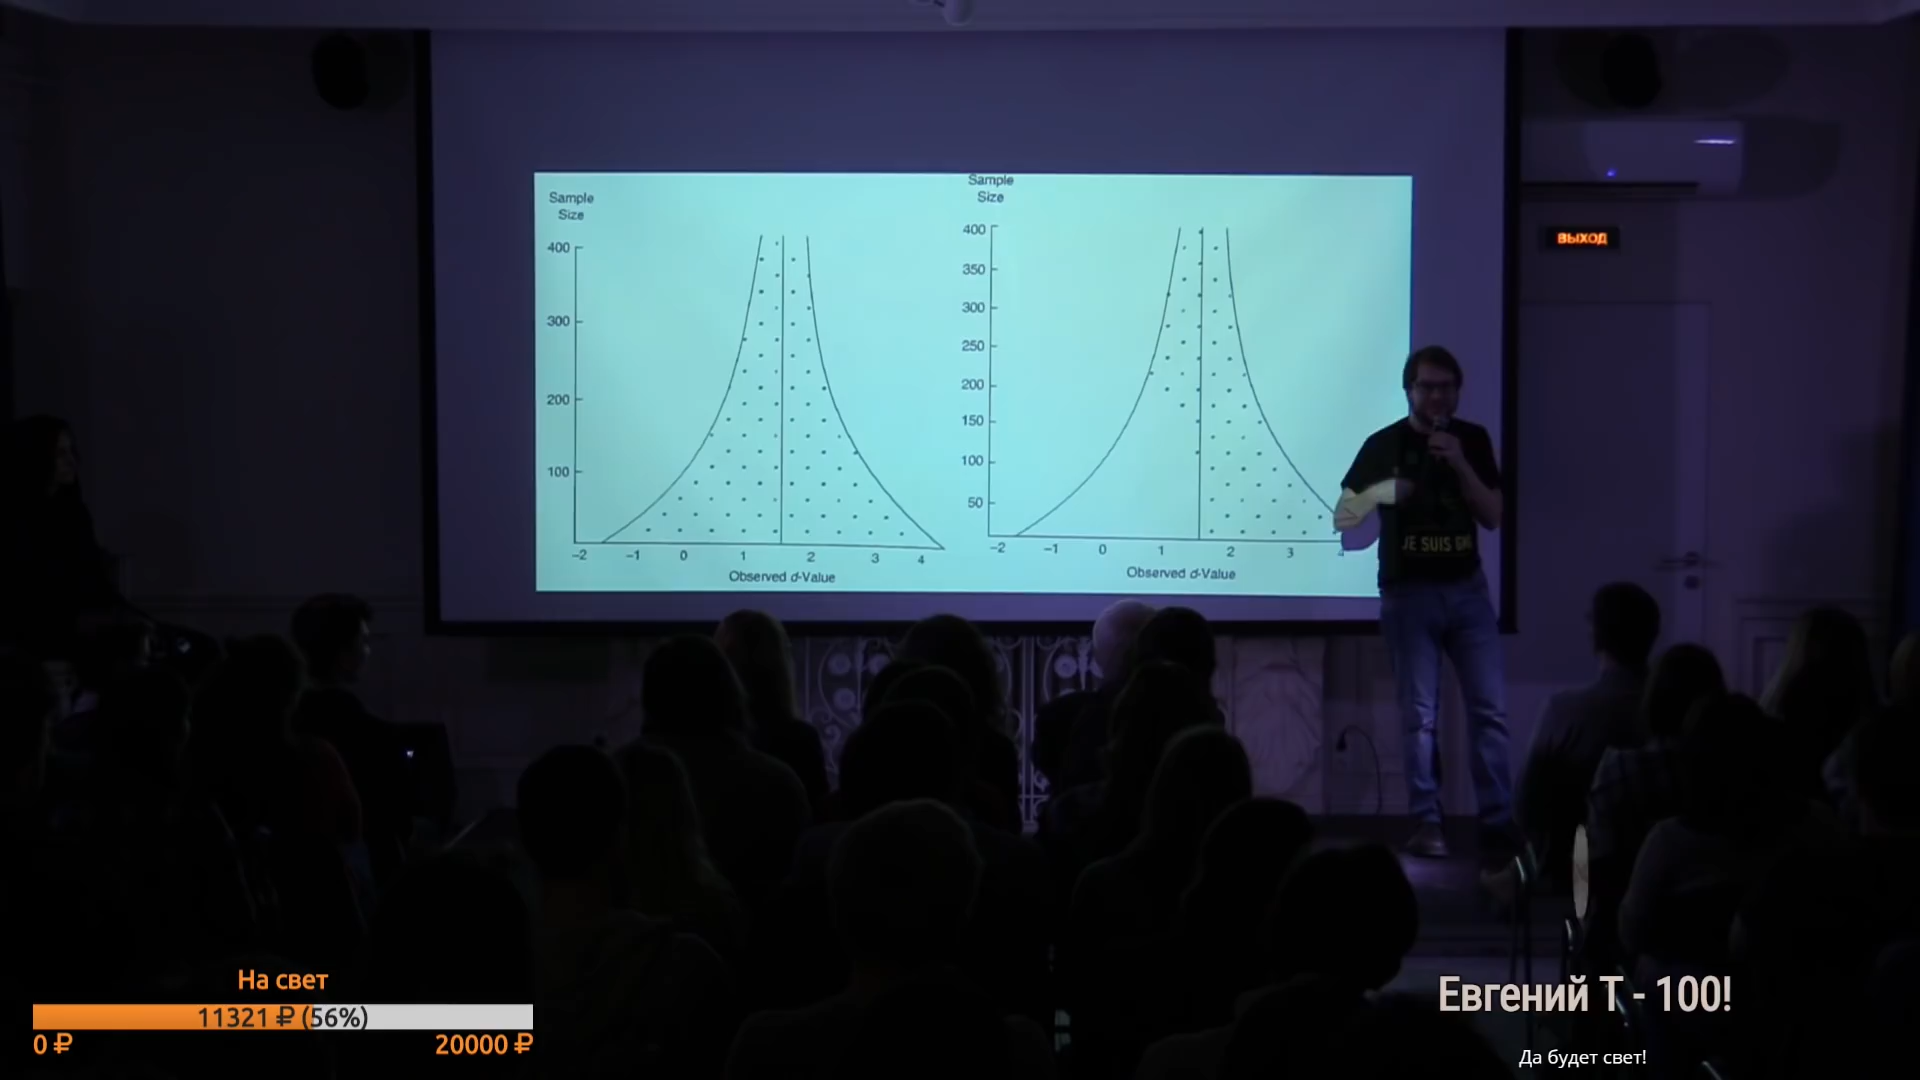 Sample
Size
400
300
200
100
−2 −1 0 1 2 3 4
Observed d-Value
Sample
Size
400
350
300
250
200
150
100
50
−2 −1 0 1 2 3 4
Observed d-Value
ВЫХОД
JE SUIS
На свет
11321 ₽ (56%)
0 ₽
20000 ₽
Евгений Т - 100!
Да будет свет!